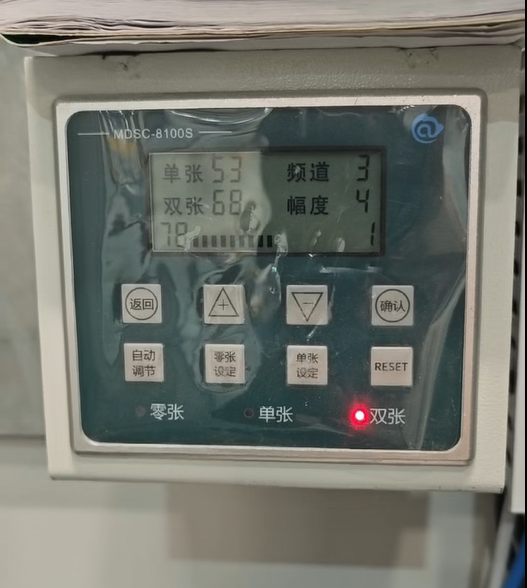 MDSC-8100S
单张 53 频道 3
双张 68 幅度 4
78 1
返回 + − 确认
自动调节 零张设定 单张设定 RESET
零张 单张 双张